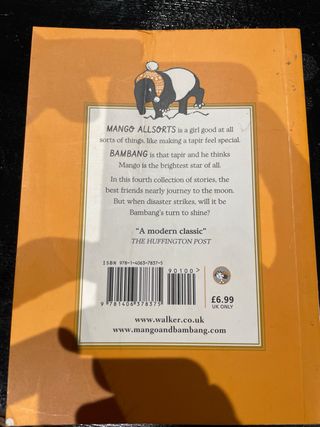 MANGO ALLSORTS is a girl good at all
sorts of things, like making a tapir feel special.
BAMBANG is that tapir and he thinks
Mango is the brightest star of all.
In this fourth collection of stories, the
best friends nearly journey to the moon.
But when disaster strikes, will it be
Bambang's turn to shine?
"A modern classic"
THE HUFFINGTON POST
ISBN 978-1-4063-7837-5
90100>
9 781406 378375
£6.99
UK ONLY
www.walker.co.uk
www.mangoandbambang.com